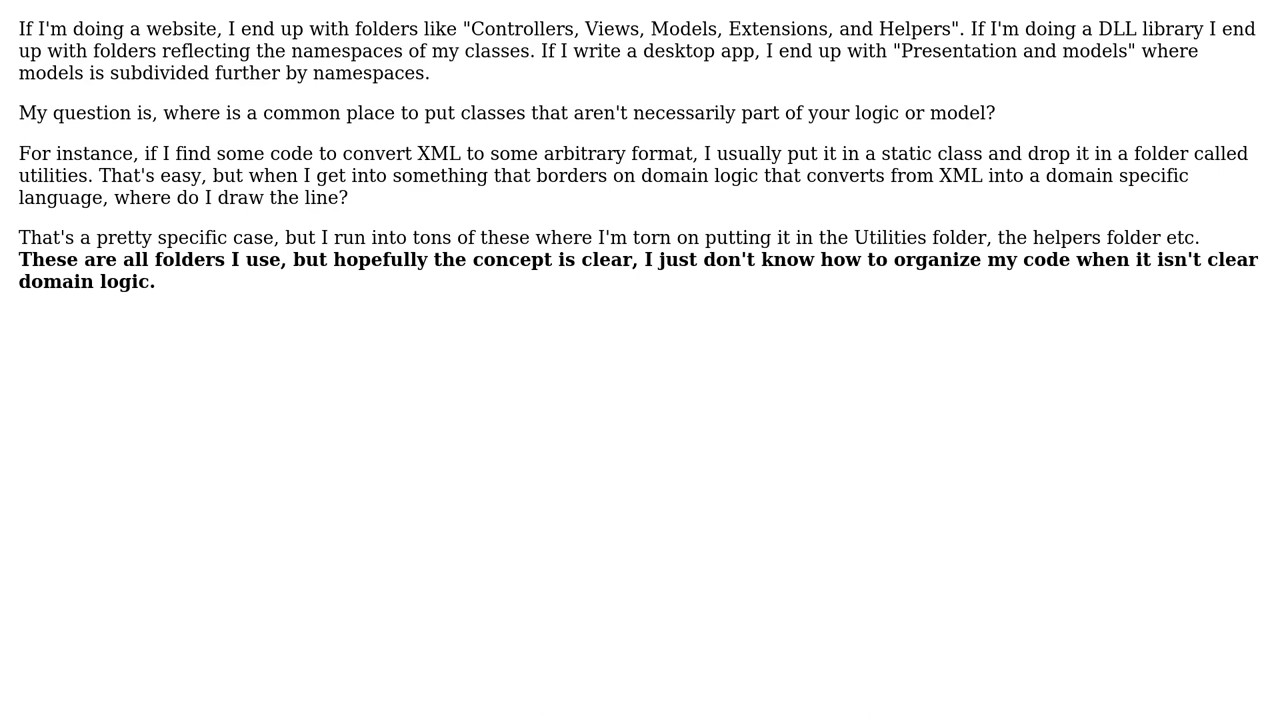 If I'm doing a website, I end up with folders like "Controllers, Views, Models, Extensions, and Helpers". If I'm doing a DLL library I end
up with folders reflecting the namespaces of my classes. If I write a desktop app, I end up with "Presentation and models" where
models is subdivided further by namespaces.
My question is, where is a common place to put classes that aren't necessarily part of your logic or model?
For instance, if I find some code to convert XML to some arbitrary format, I usually put it in a static class and drop it in a folder called
utilities. That's easy, but when I get into something that borders on domain logic that converts from XML into a domain specific
language, where do I draw the line?
That's a pretty specific case, but I run into tons of these where I'm torn on putting it in the Utilities folder, the helpers folder etc.
These are all folders I use, but hopefully the concept is clear, I just don't know how to organize my code when it isn't clear
domain logic.